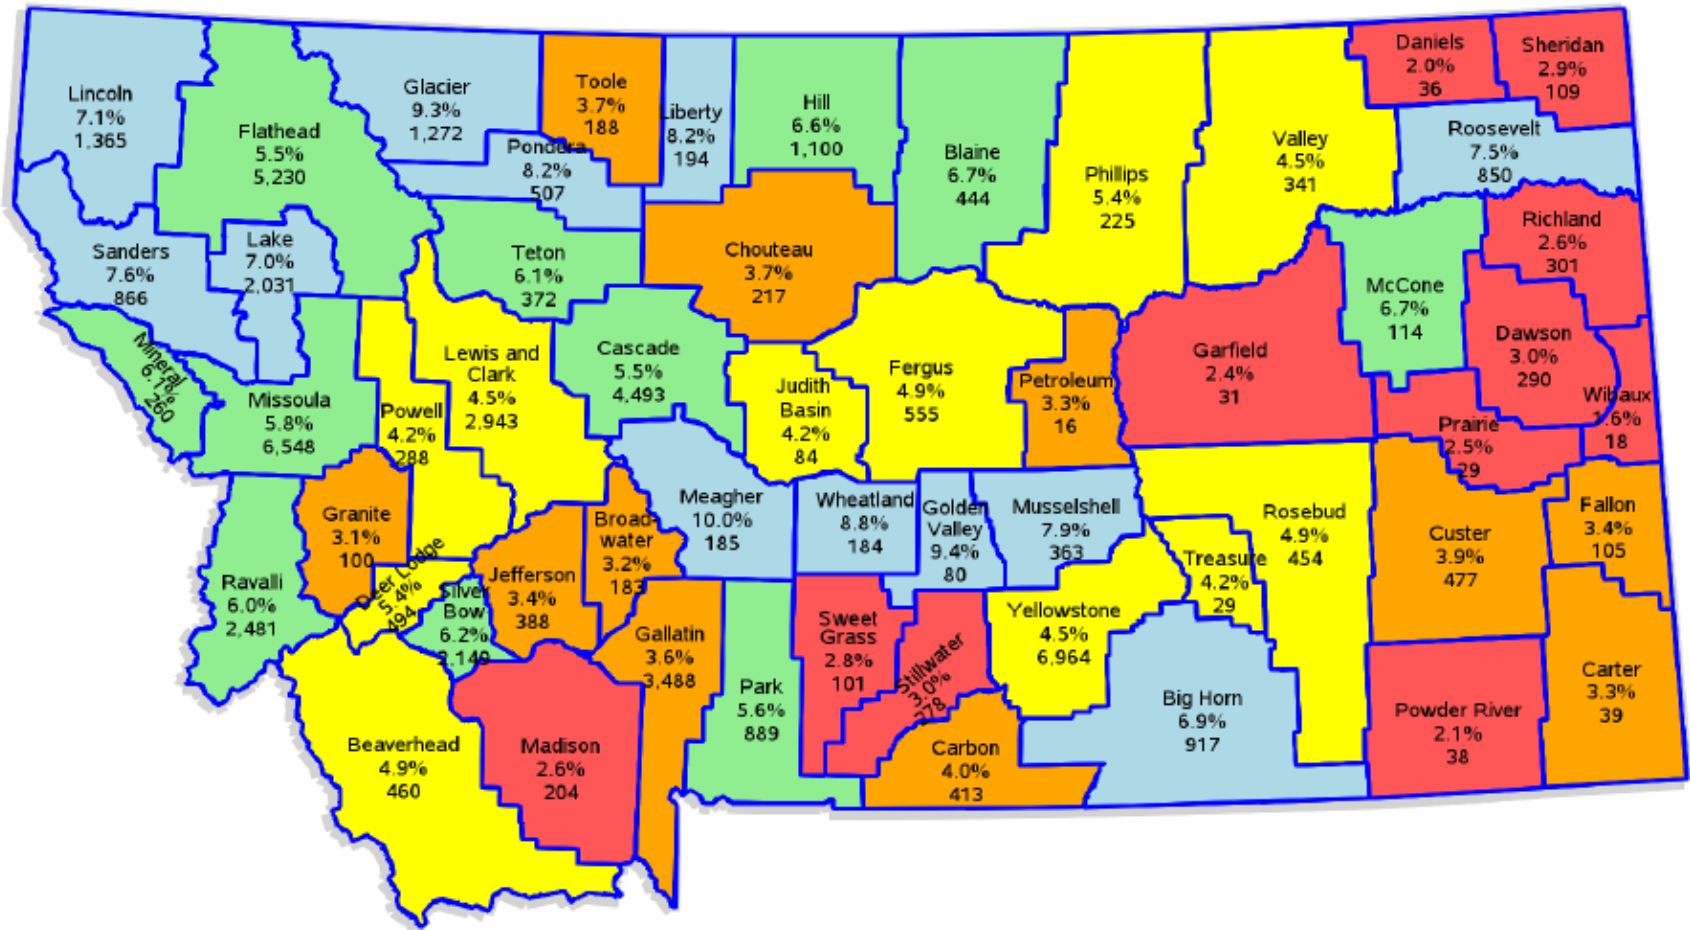 Lincoln
7.1%
1,365
Flathead
5.5%
5,230
Glacier
9.3%
1,272
Toole
3.7%
188
Liberty
8.2%
194
Hill
6.6%
1,100
Blaine
6.7%
444
Phillips
5.4%
225
Valley
4.5%
341
Daniels
2.0%
36
Sheridan
2.9%
109
Roosevelt
7.5%
850
Pondera
8.2%
507
Sanders
7.6%
866
Lake
7.0%
2,031
Teton
6.1%
372
Chouteau
3.7%
217
Richland
2.6%
301
McCone
6.7%
114
Dawson
3.0%
290
Garfield
2.4%
31
Mineral
6.1%
260
Missoula
5.8%
6,548
Powell
4.2%
288
Lewis and
Clark
4.5%
2,943
Cascade
5.5%
4,493
Judith
Basin
4.2%
84
Fergus
4.9%
555
Petroleum
3.3%
16
Prairie
2.5%
29
Wibaux
1.6%
18
Granite
3.1%
100
Broad-
water
3.2%
183
Meagher
10.0%
185
Wheatland
8.8%
184
Golden
Valley
9.4%
80
Musselshell
7.9%
363
Rosebud
4.9%
454
Treasure
4.2%
29
Custer
3.9%
477
Fallon
3.4%
105
Ravalli
6.0%
2,481
Deer Lodge
5.4%
494
Silver
Bow
6.2%
2,149
Jefferson
3.4%
388
Gallatin
3.6%
3,488
Sweet
Grass
2.8%
101
Stillwater
3.0%
278
Yellowstone
4.5%
6,964
Park
5.6%
889
Big Horn
6.9%
917
Powder River
2.1%
38
Carter
3.3%
39
Beaverhead
4.9%
460
Madison
2.6%
204
Carbon
4.0%
413